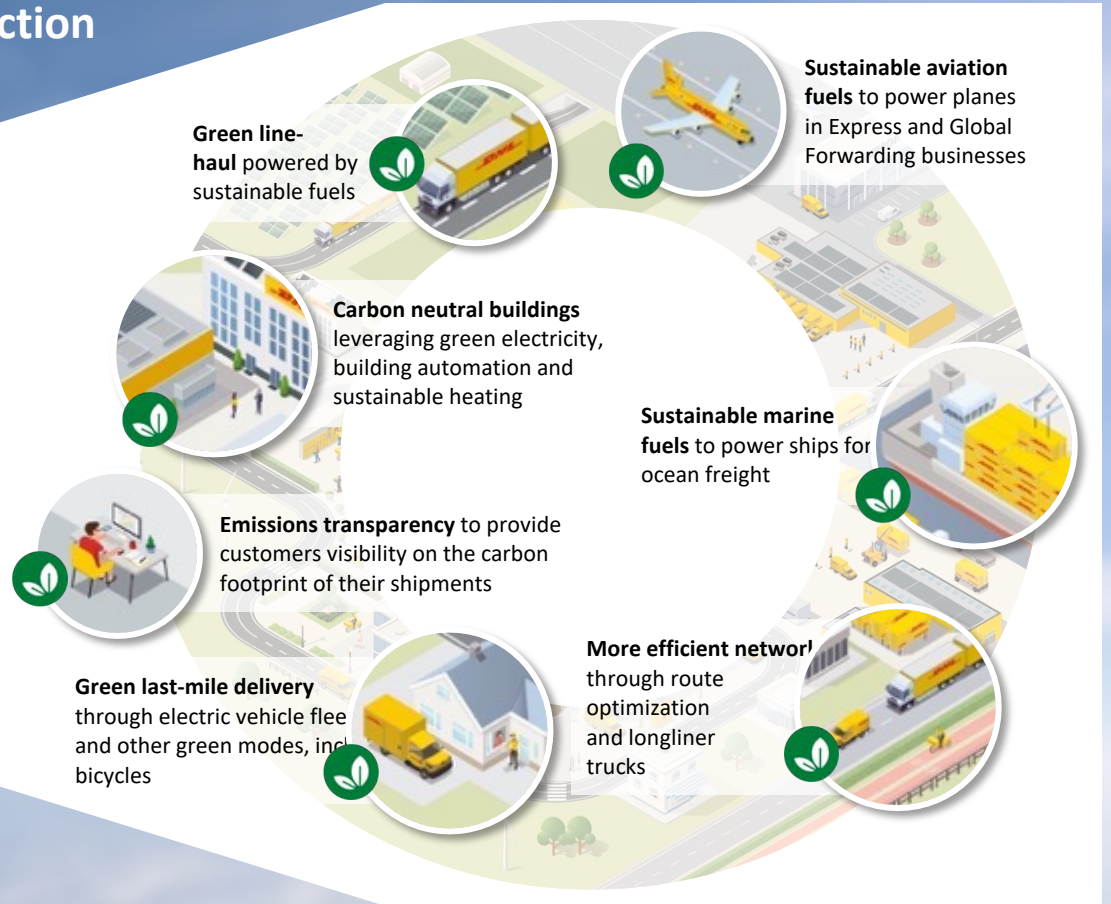 ction
Sustainable aviation
fuels to power planes
in Express and Global
Forwarding businesses
Green line-
haul powered by
sustainable fuels
Carbon neutral buildings
leveraging green electricity,
building automation and
sustainable heating
Sustainable marine
fuels to power ships for
ocean freight
Emissions transparency to provide
customers visibility on the carbon
footprint of their shipments
More efficient networ
through route
optimization
and longliner
trucks
Green last-mile delivery
through electric vehicle flee
and other green modes, inc
bicycles